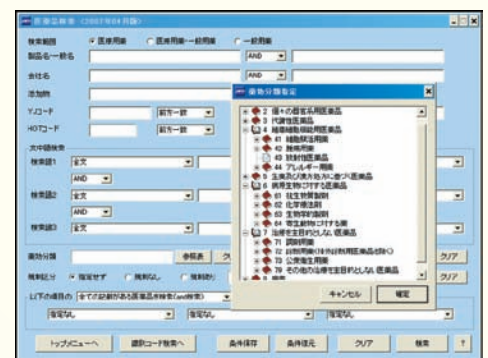 医薬品検索 (2007年04月版)
検索範囲 医療用薬 医療用薬・一般用薬 一般用薬
製品名・一般名 AND
会社名 AND
添加物
YJコード 前方一致
HOTコード 前方一致
文中語検索
検索語1 全文
AND
検索語2 全文
AND
検索語3 全文
薬効分類 参照表 クリア
規制区分 指定せず 規制なし 規制あり クリア
以下の項目の 全ての記載がある医薬品を検索(and検索)
指定なし 指定なし 指定なし
トップメニューへ 識別コード検索へ 条件保存 条件復元 クリア 検索 ?
薬効分類指定
2 個々の器官系用医薬品
3 代謝性医薬品
4 組織細胞機能用医薬品
41 細胞賦活用薬
42 腫瘍用薬
43 放射性医薬品
44 アレルギー用薬
5 生薬及び漢方処方に基づく医薬品
6 病原生物に対する医薬品
61 抗生物質製剤
62 化学療法剤
63 生物学的製剤
64 寄生動物に対する薬
7 治療を主目的としない医薬品
71 調剤用薬
72 診断用薬(体外診断用医薬品を除く)
73 公衆衛生用薬
79 その他の治療を主目的としない医薬品
キャンセル 確定